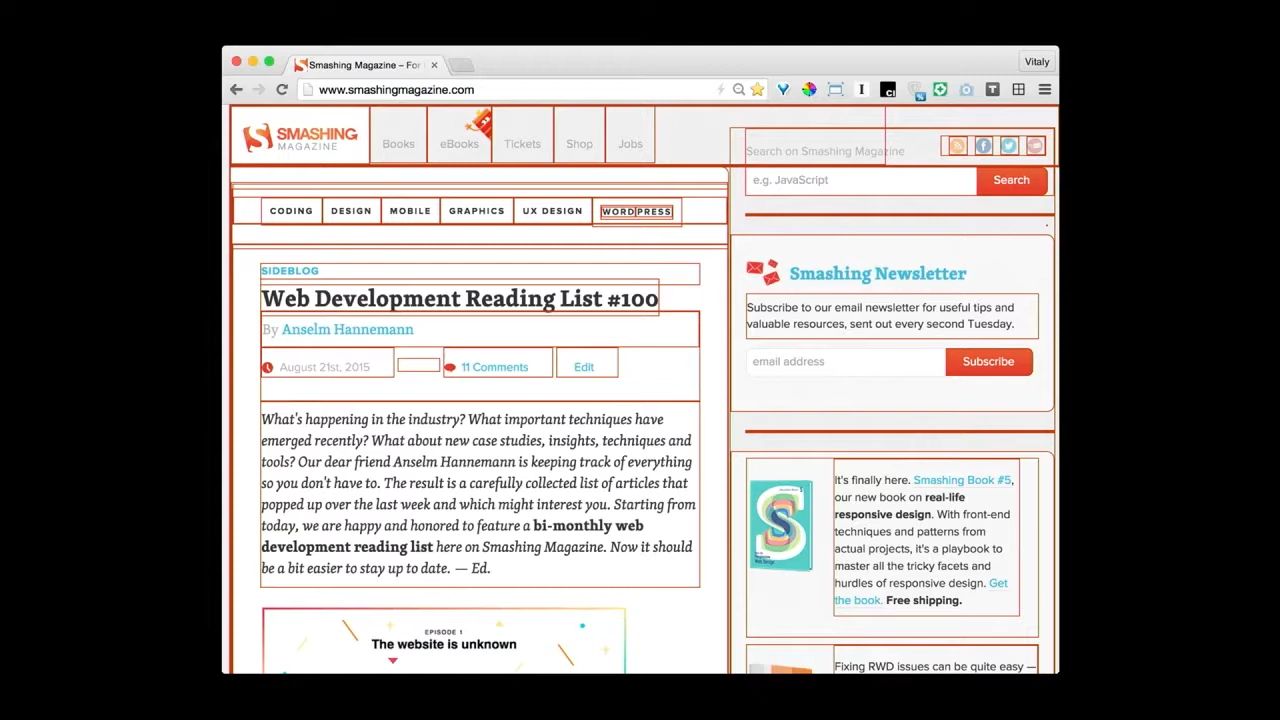 Smashing Magazine – For
Vitaly
www.smashingmagazine.com
SMASHING
MAGAZINE
Books
eBooks
Tickets
Shop
Jobs
Search on Smashing Magazine
e.g. JavaScript
Search
CODING
DESIGN
MOBILE
GRAPHICS
UX DESIGN
WORDPRESS
SIDEBLOG
Web Development Reading List #100
By Anselm Hannemann
August 21st, 2015
11 Comments
Edit
What's happening in the industry? What important techniques have
emerged recently? What about new case studies, insights, techniques and
tools? Our dear friend Anselm Hannemann is keeping track of everything
so you don't have to. The result is a carefully collected list of articles that
popped up over the last week and which might interest you. Starting from
today, we are happy and honored to feature a bi-monthly web
development reading list here on Smashing Magazine. Now it should
be a bit easier to stay up to date. — Ed.
EPISODE 1
The website is unknown
Smashing Newsletter
Subscribe to our email newsletter for useful tips and
valuable resources, sent out every second Tuesday.
email address
Subscribe
It's finally here. Smashing Book #5,
our new book on real-life
responsive design. With front-end
techniques and patterns from
actual projects, it's a playbook to
master all the tricky facets and
hurdles of responsive design. Get
the book. Free shipping.
Fixing RWD issues can be quite easy —